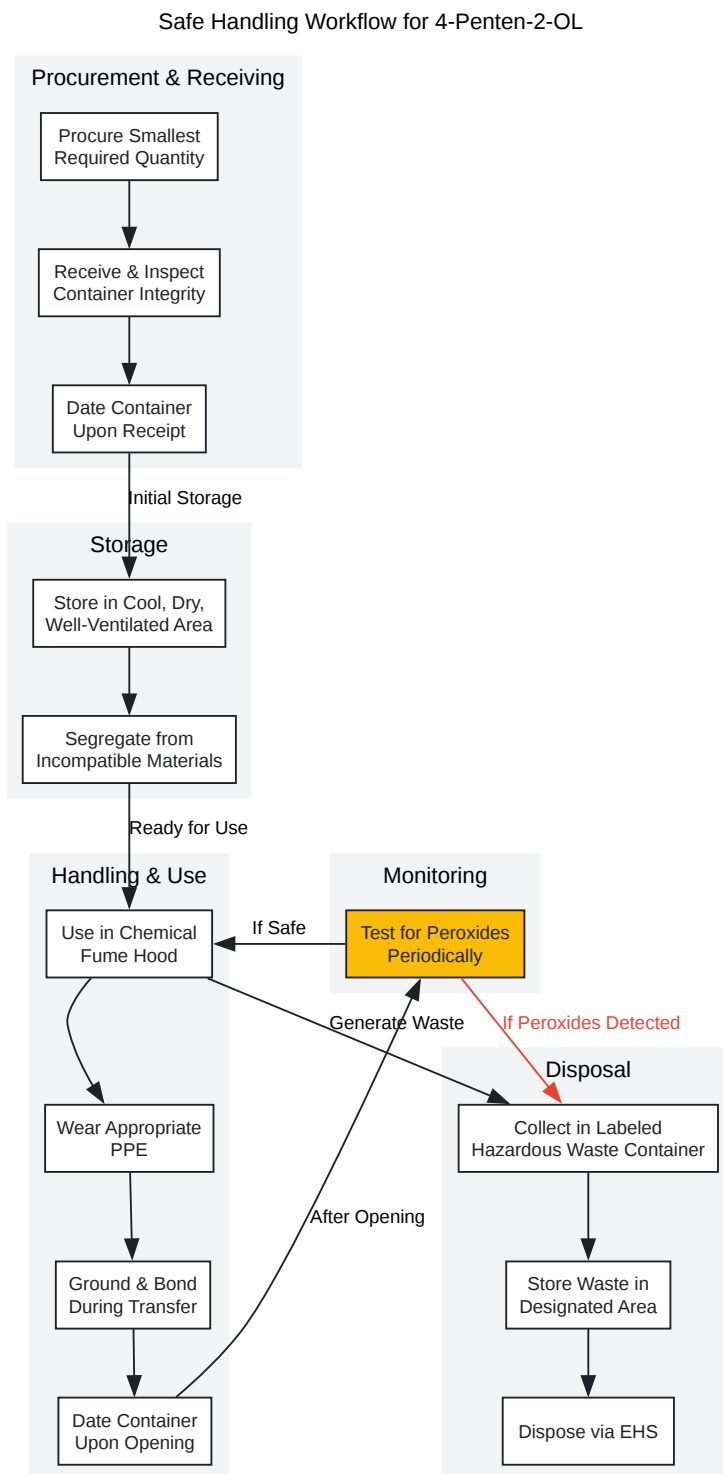 Safe Handling Workflow for 4-Penten-2-OL
Procurement & Receiving
Procure Smallest
Required Quantity
Receive & Inspect
Container Integrity
Date Container
Upon Receipt
Initial Storage
Storage
Store in Cool, Dry,
Well-Ventilated Area
Segregate from
Incompatible Materials
Ready for Use
Handling & Use
Monitoring
Use in Chemical
Fume Hood
If Safe
Test for Peroxides
Periodically
Generate Waste
If Peroxides Detected
Disposal
Wear Appropriate
PPE
Collect in Labeled
Hazardous Waste Container
After Opening
Ground & Bond
During Transfer
Store Waste in
Designated Area
Date Container
Upon Opening
Dispose via EHS